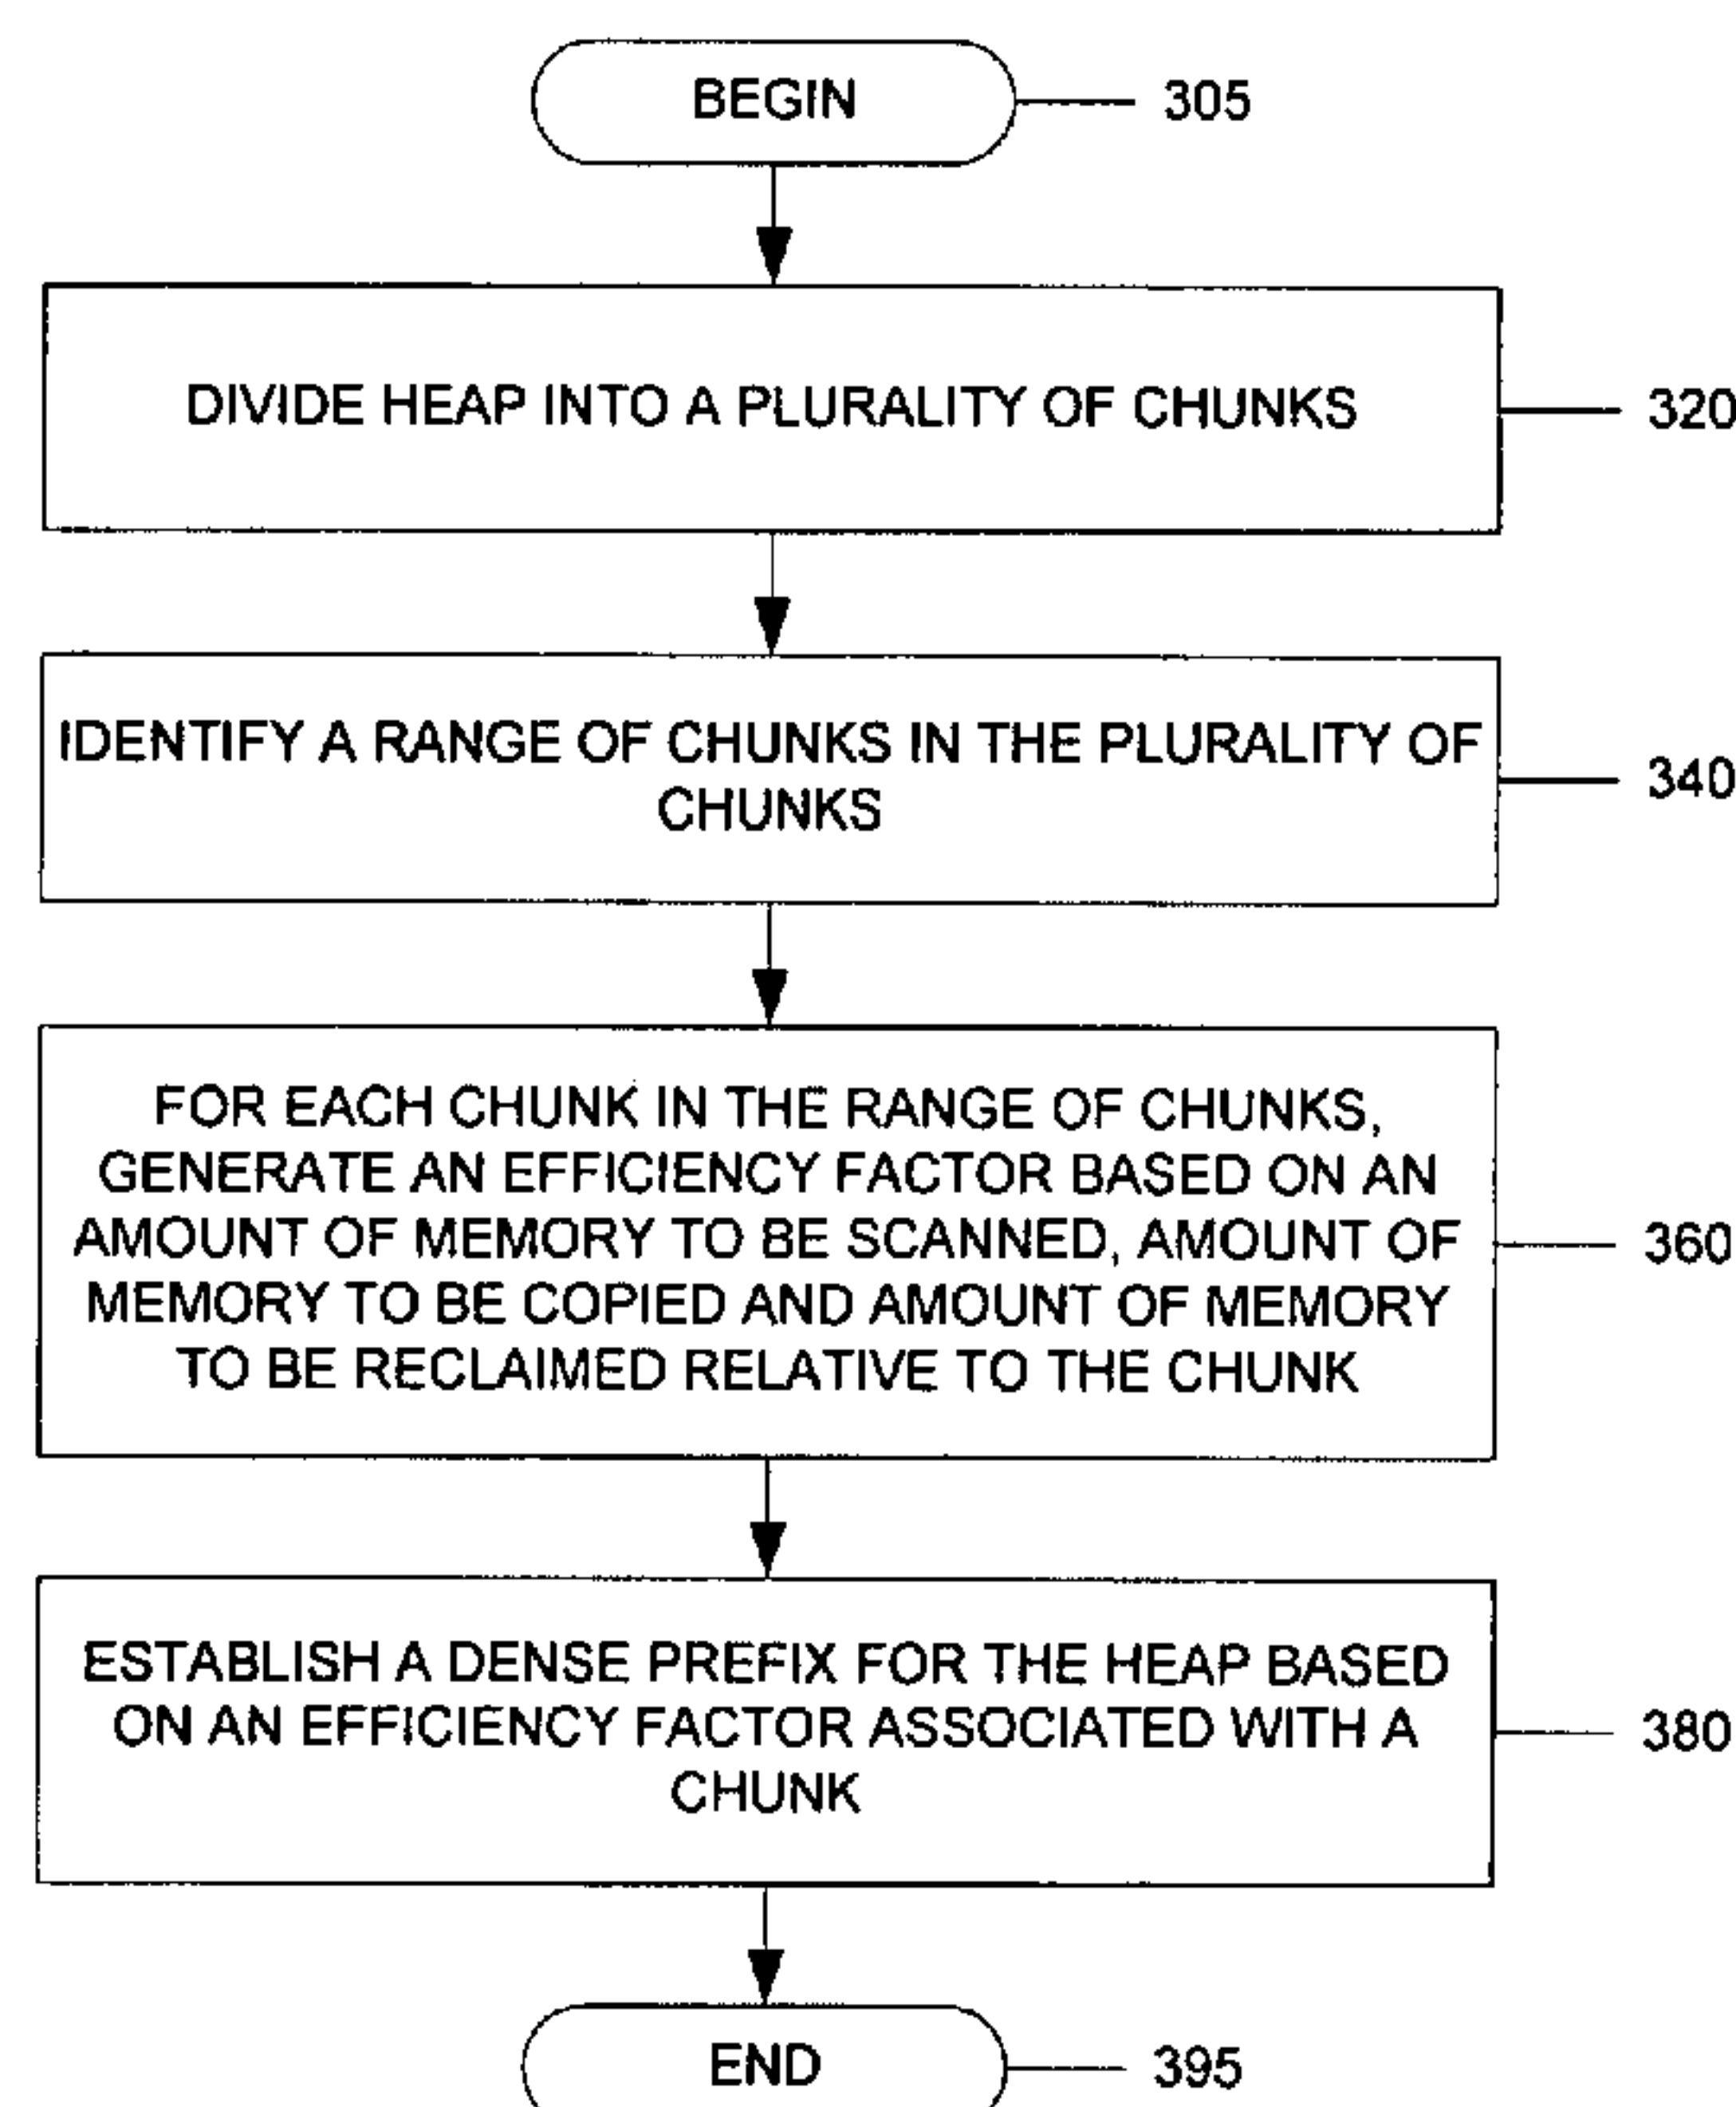 BEGIN
305
DIVIDE HEAP INTO A PLURALITY OF CHUNKS
320
IDENTIFY A RANGE OF CHUNKS IN THE PLURALITY OF
CHUNKS
340
FOR EACH CHUNK IN THE RANGE OF CHUNKS,
GENERATE AN EFFICIENCY FACTOR BASED ON AN
AMOUNT OF MEMORY TO BE SCANNED, AMOUNT OF
MEMORY TO BE COPIED AND AMOUNT OF MEMORY
TO BE RECLAIMED RELATIVE TO THE CHUNK
360
ESTABLISH A DENSE PREFIX FOR THE HEAP BASED
ON AN EFFICIENCY FACTOR ASSOCIATED WITH A
CHUNK
380
END
395